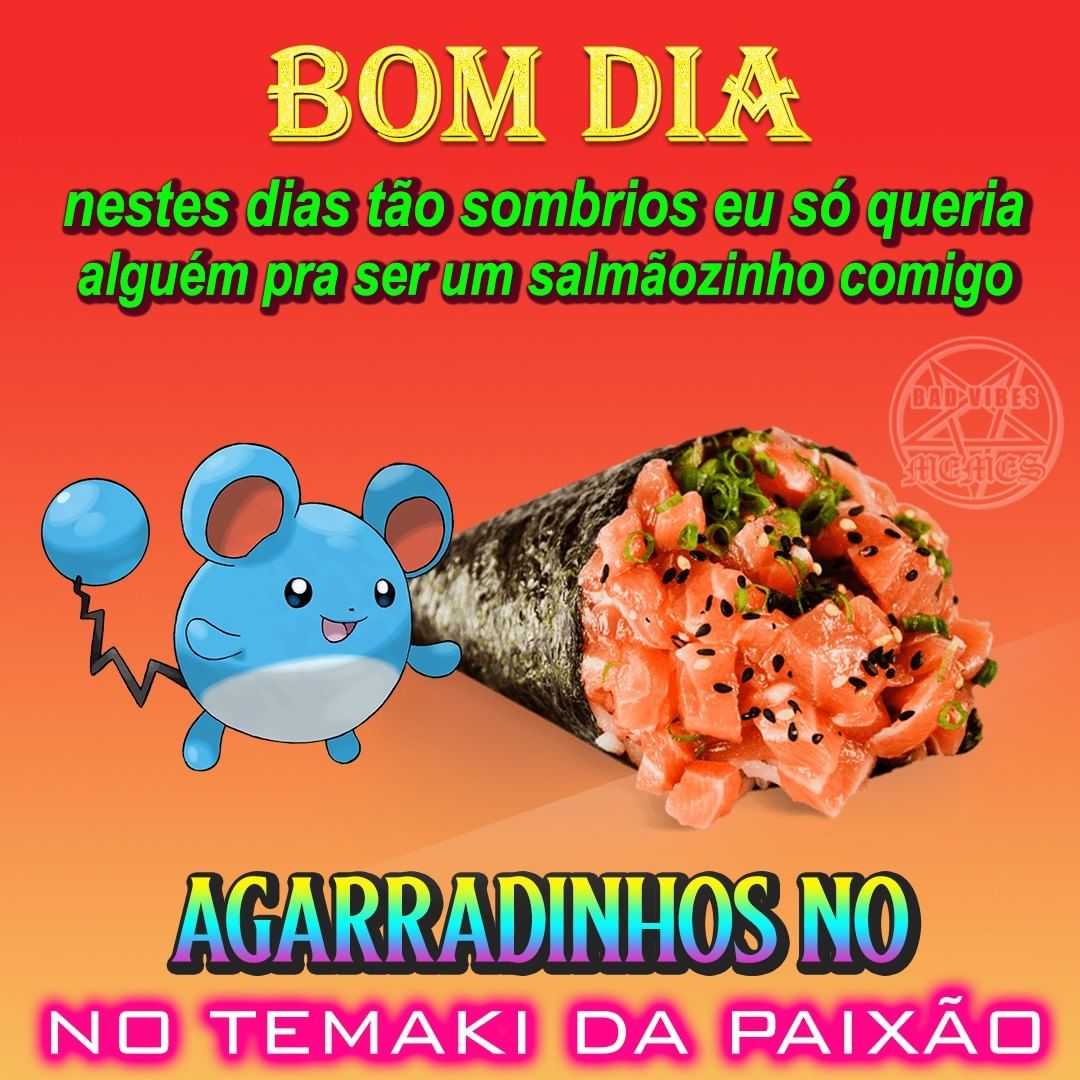 BOM DIA
nestes dias tão sombrios eu só queria
alguém pra ser um salmãozinho comigo
BAD VIBES
MEMES
AGARRADINHOS NO
NO TEMAKI DA PAIXÃO